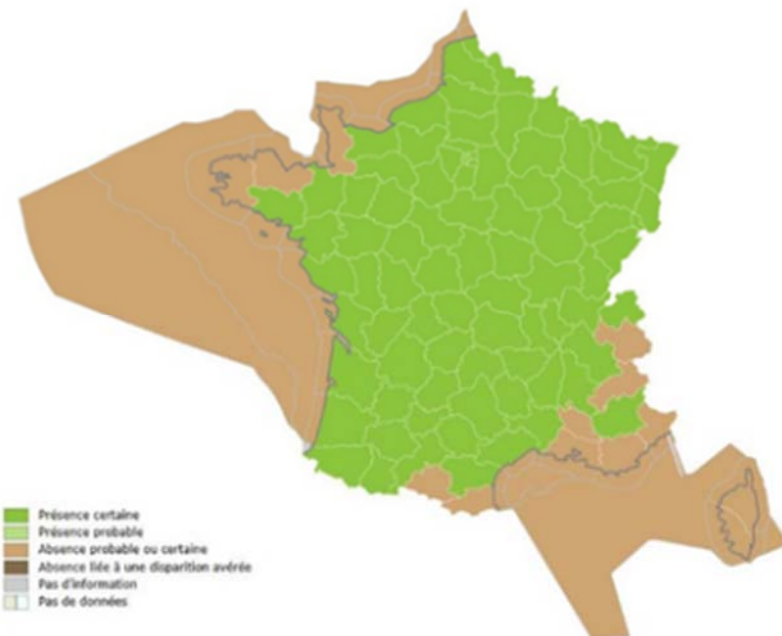 Présence certaine
Présence probable
Absence probable ou certaine
Absence liée à une disparition avérée
Pas d'information
Pas de données